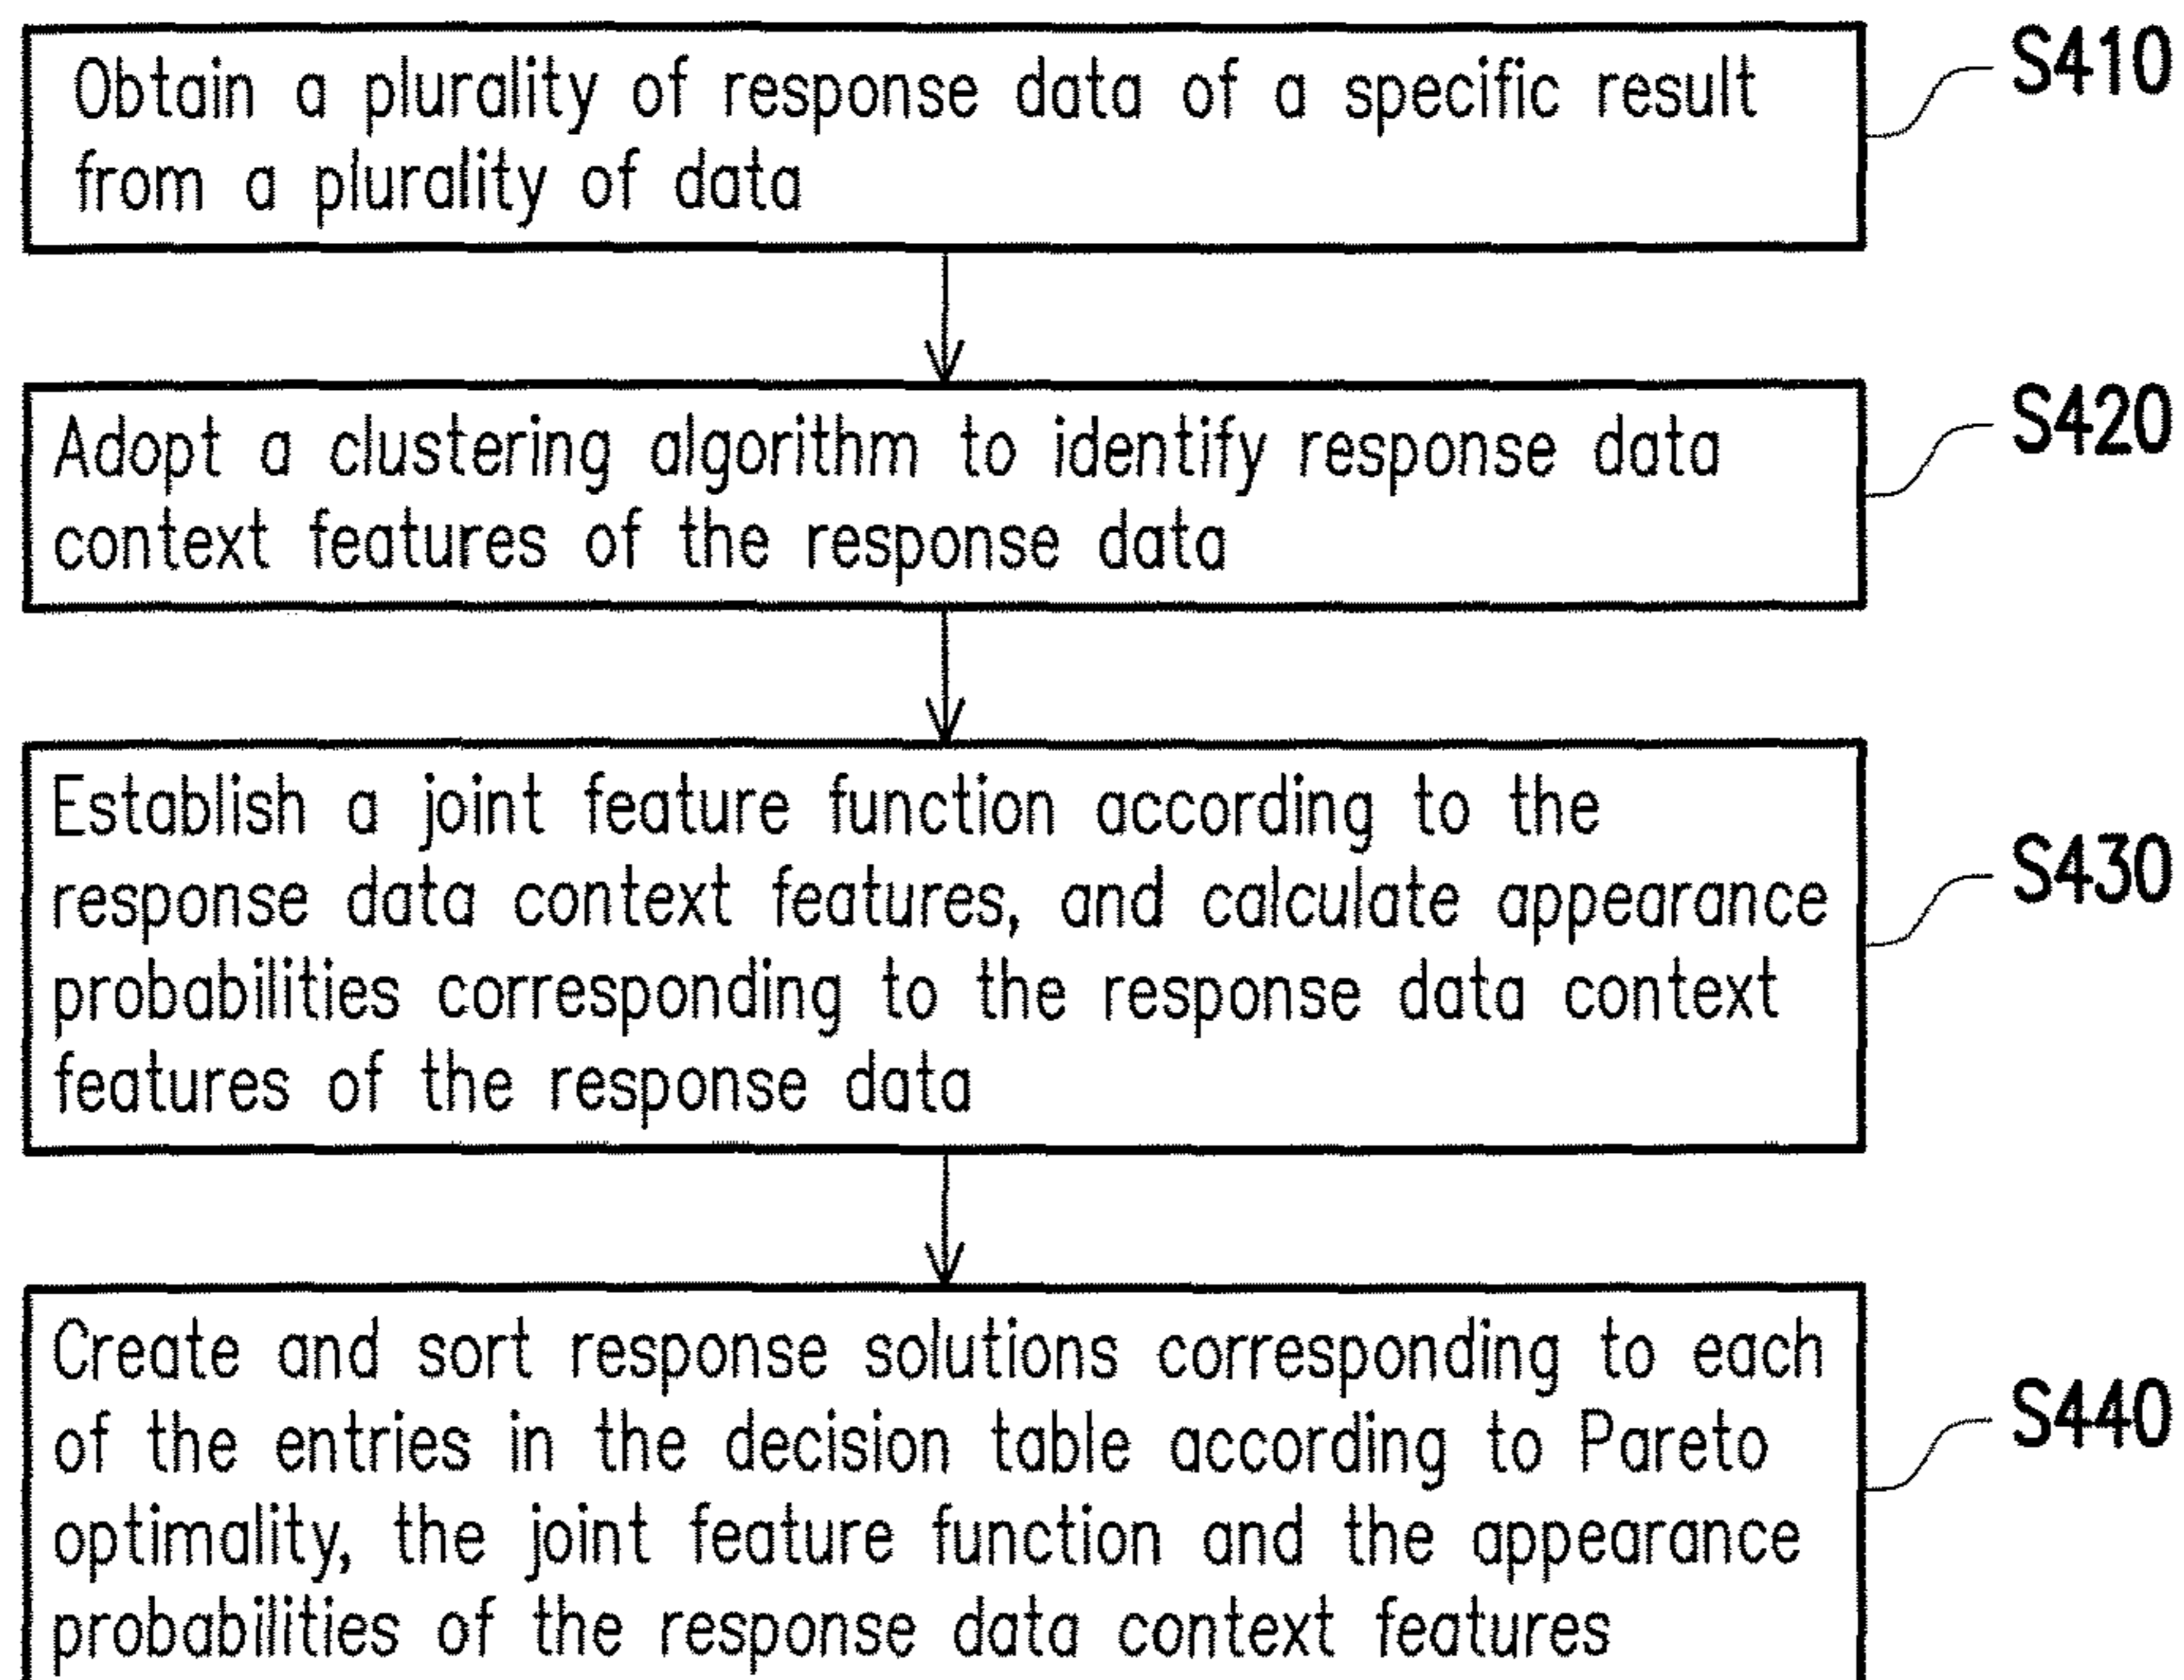 Obtain a plurality of response data of a specific result
from a plurality of data
S410
Adopt a clustering algorithm to identify response data
context features of the response data
S420
Establish a joint feature function according to the
response data context features, and calculate appearance
probabilities corresponding to the response data context
features of the response data
S430
Create and sort response solutions corresponding to each
of the entries in the decision table according to Pareto
optimality, the joint feature function and the appearance
probabilities of the response data context features
S440